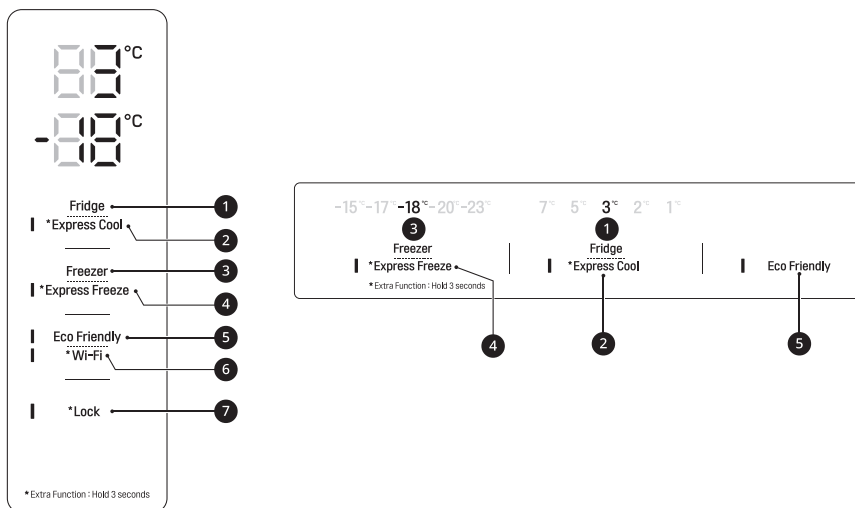 3 °C
-18 °C
Fridge
*Express Cool
Freezer
*Express Freeze
Eco Friendly
*Wi-Fi
*Lock
*Extra Function : Hold 3 seconds
1
2
3
4
5
6
7
-15°C -17°C -18°C -20°C -23°C
7°C 5°C 3°C 2°C 1°C
3
1
Freezer
*Express Freeze
*Extra Function : Hold 3 seconds
Fridge
*Express Cool
Eco Friendly
4
2
5